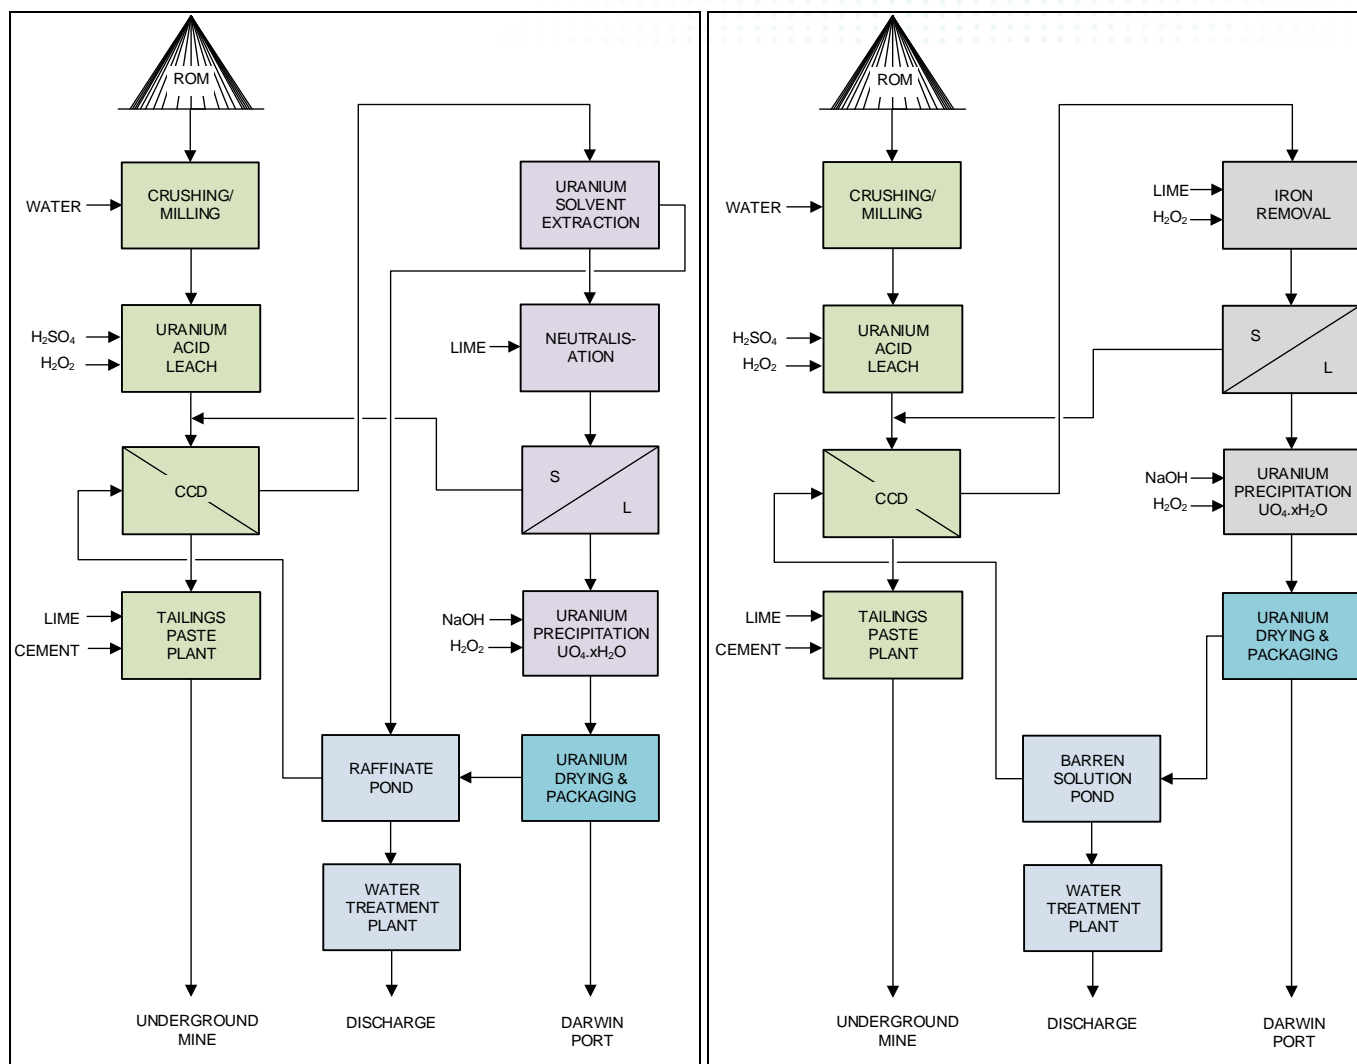 ROM
WATER
CRUSHING/
MILLING
URANIUM
SOLVENT
EXTRACTION
H₂SO₄
H₂O₂
URANIUM
ACID
LEACH
LIME
NEUTRALIS-
ATION
CCD
S
L
LIME
CEMENT
TAILINGS
PASTE
PLANT
NaOH
H₂O₂
URANIUM
PRECIPITATION
UO₄.xH₂O
RAFFINATE
POND
URANIUM
DRYING &
PACKAGING
WATER
TREATMENT
PLANT
UNDERGROUND
MINE
DISCHARGE
DARWIN
PORT
ROM
WATER
CRUSHING/
MILLING
LIME
H₂O₂
IRON
REMOVAL
H₂SO₄
H₂O₂
URANIUM
ACID
LEACH
S
L
CCD
NaOH
H₂O₂
URANIUM
PRECIPITATION
UO₄.xH₂O
LIME
CEMENT
TAILINGS
PASTE
PLANT
URANIUM
DRYING &
PACKAGING
BARREN
SOLUTION
POND
WATER
TREATMENT
PLANT
UNDERGROUND
MINE
DISCHARGE
DARWIN
PORT